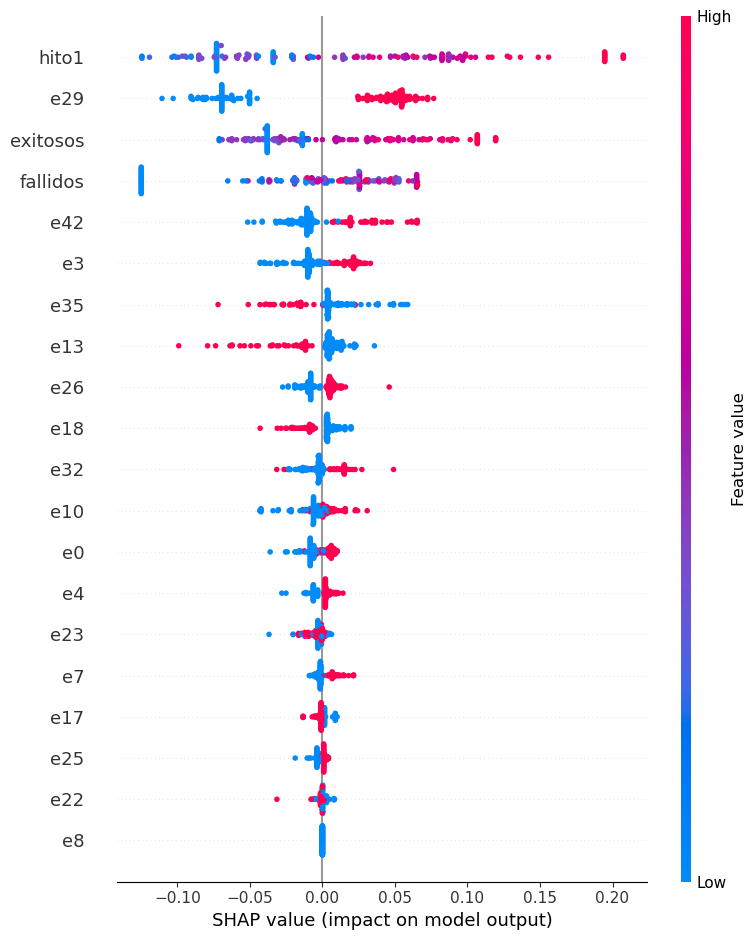 High
hito1
e29
exitosos
fallidos
e42
e3
e35
e13
e26
e18
e32
e10
e0
e4
e23
e7
e17
e25
e22
e8
Feature value
Low
−0.10 −0.05 0.00 0.05 0.10 0.15 0.20
SHAP value (impact on model output)